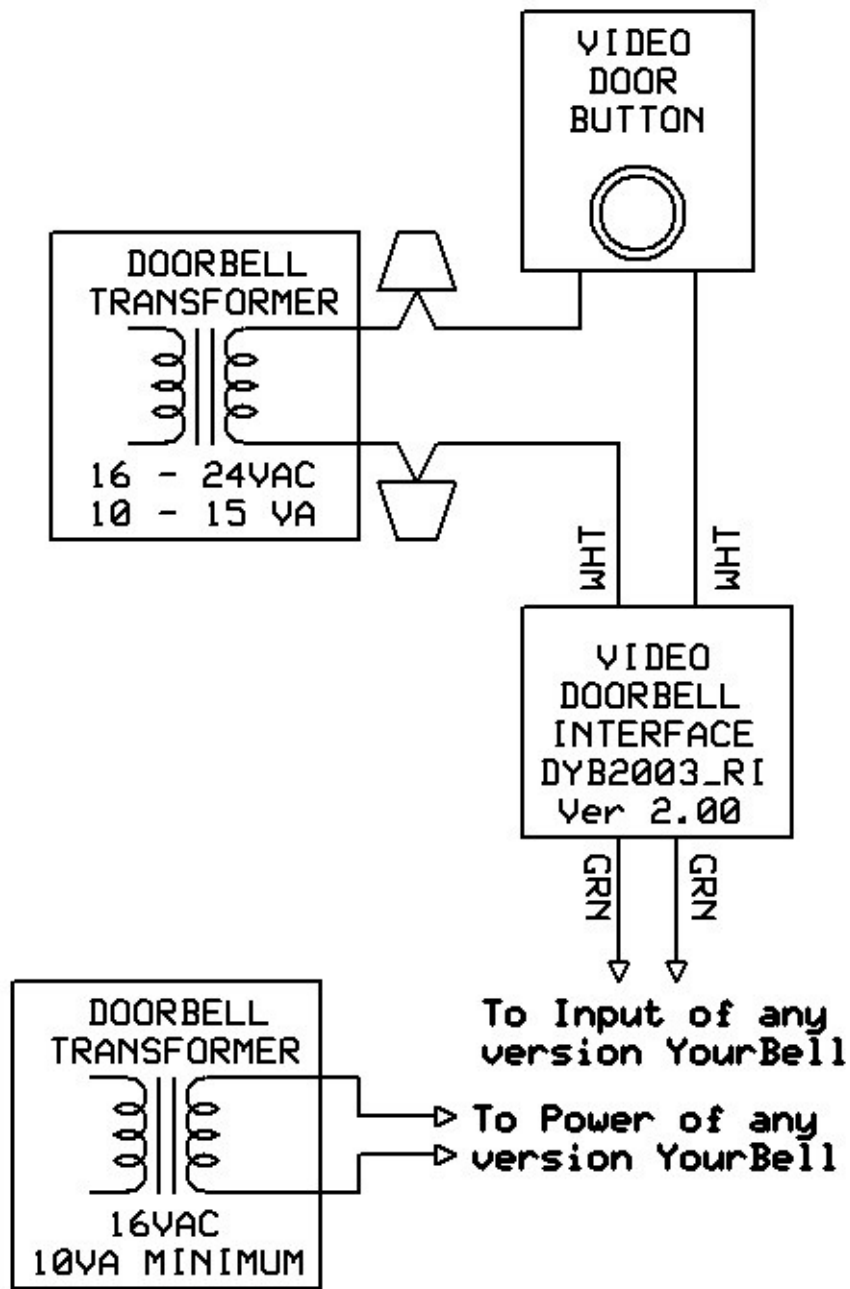 VIDEO
DOOR
BUTTON
DOORBELL
TRANSFORMER
16 - 24VAC
10 - 15 VA
WHT
WHT
VIDEO
DOORBELL
INTERFACE
DYB2003_RI
Ver 2.00
GRN
GRN
To Input of any
version YourBell
DOORBELL
TRANSFORMER
16VAC
10VA MINIMUM
To Power of any
version YourBell